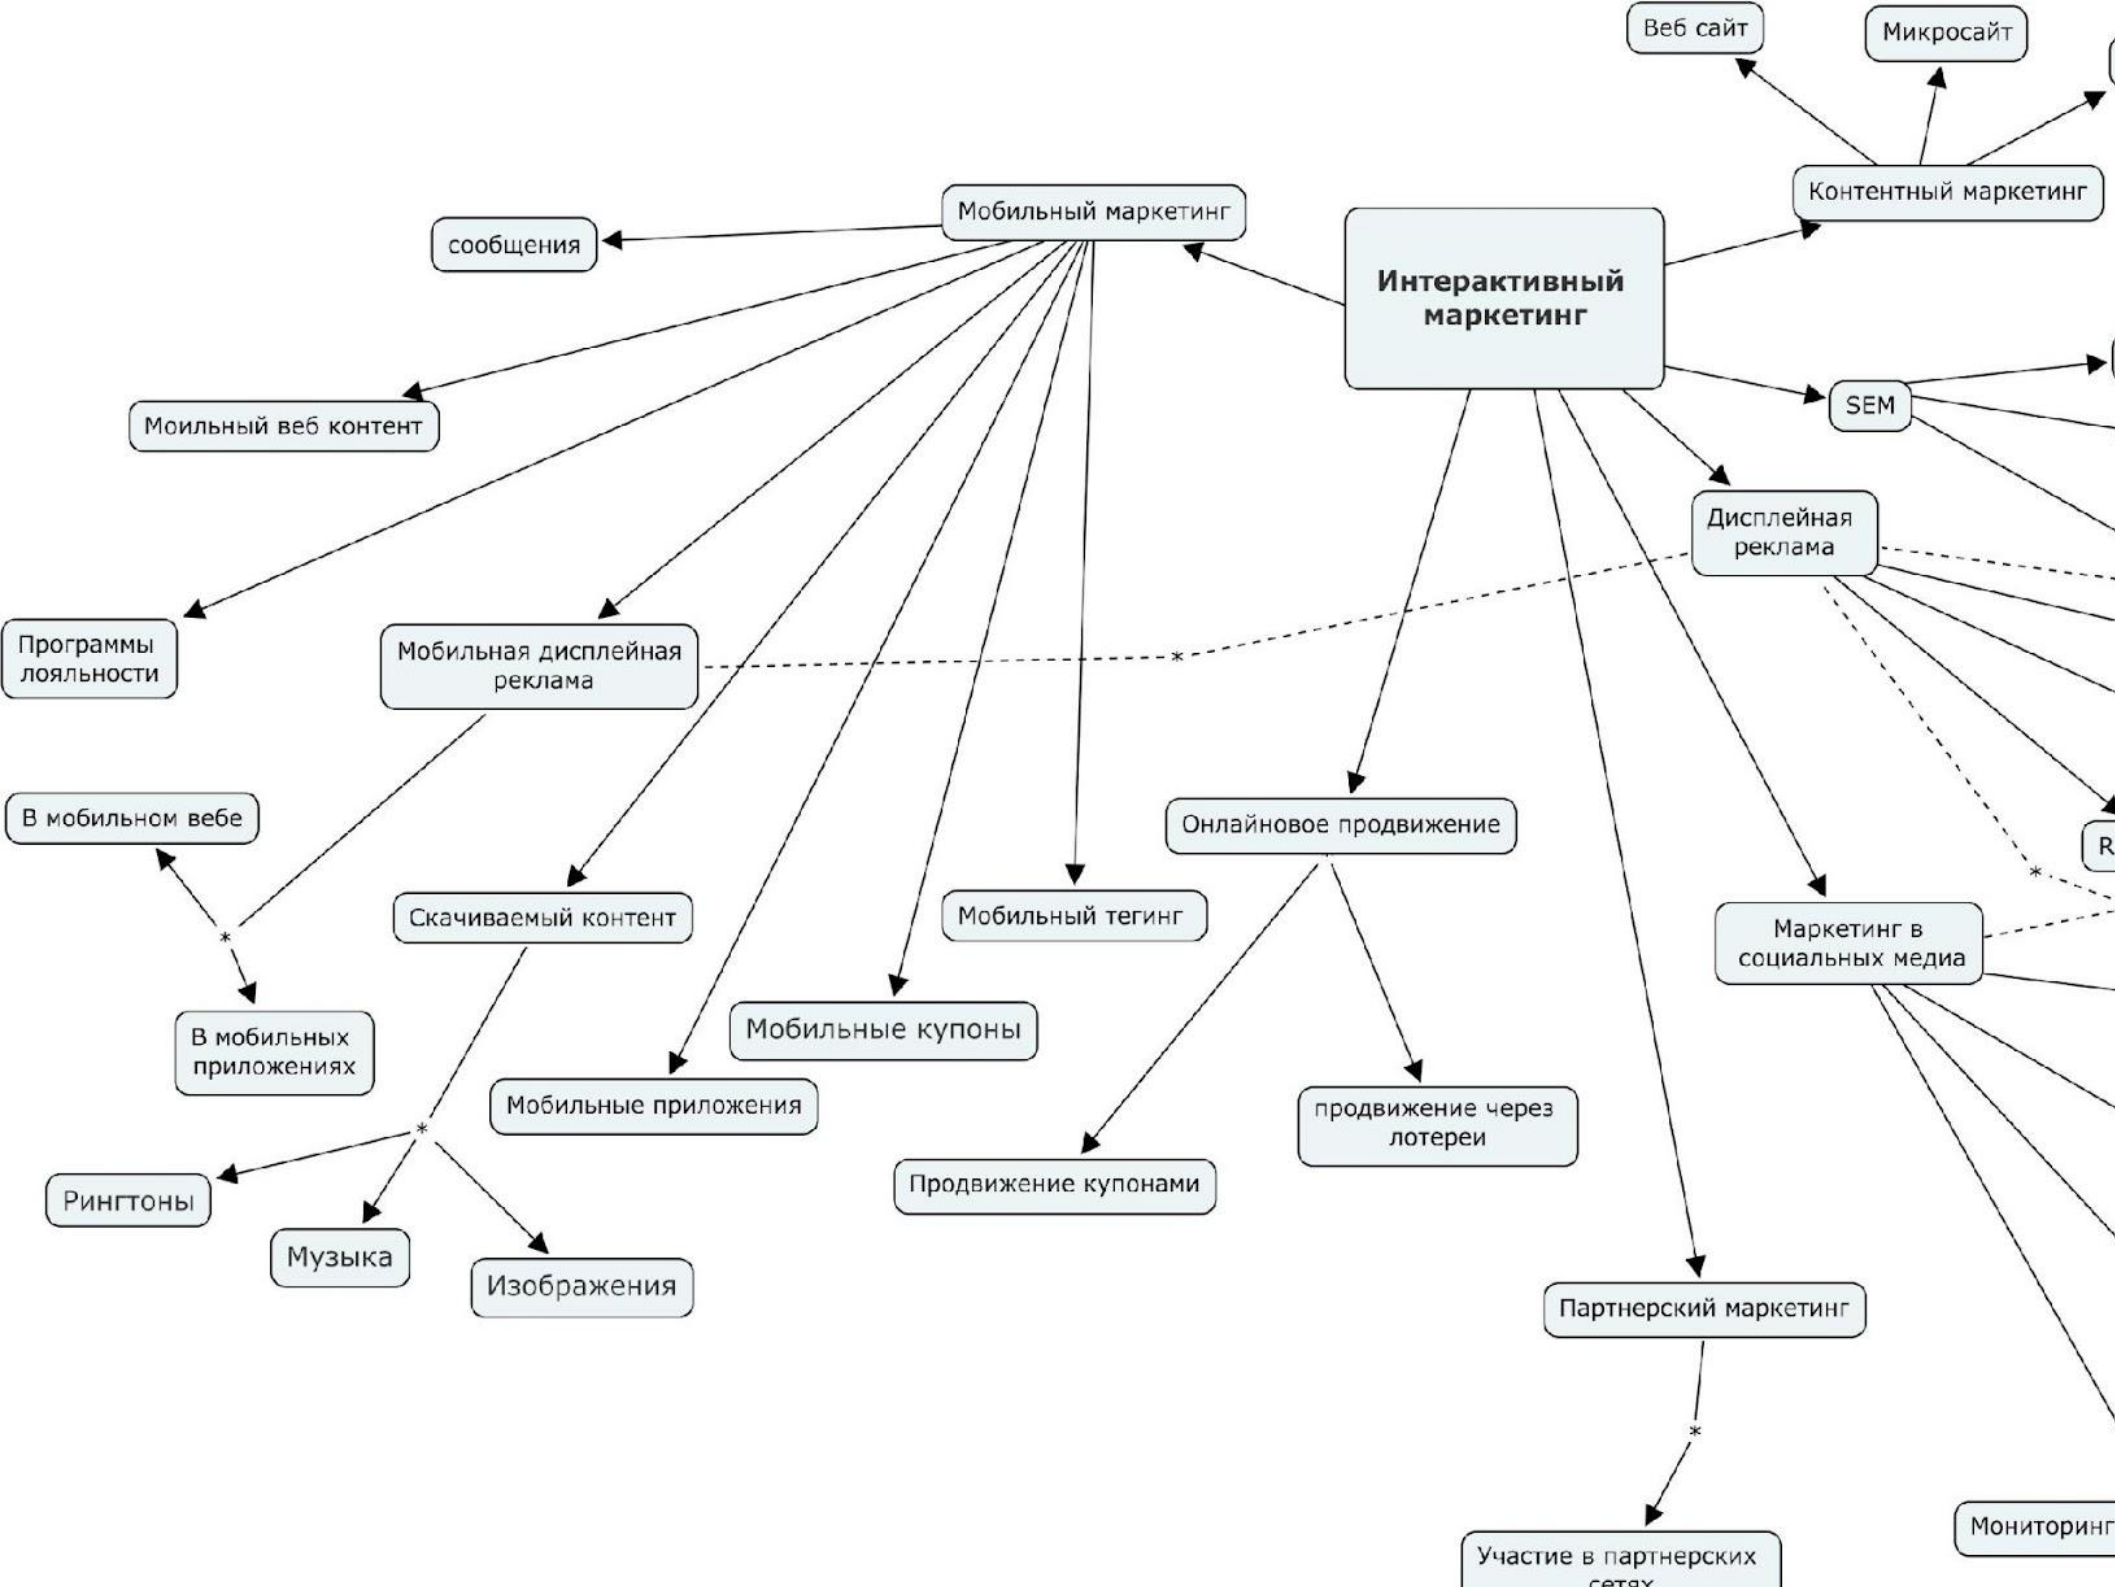 Веб сайт
Микросайт
Контентный маркетинг
Мобильный маркетинг
сообщения
Интерактивный
маркетинг
Моильный веб контент
SEM
Дисплейная
реклама
Программы
лояльности
Мобильная дисплейная
реклама
*
В мобильном вебе
Онлайновое продвижение
R
*
Скачиваемый контент
Мобильный тегинг
*
Маркетинг в
социальных медиа
Мобильные купоны
В мобильных
приложениях
Мобильные приложения
продвижение через
лотереи
*
Продвижение купонами
Рингтоны
Музыка
Изображения
Партнерский маркетинг
*
Мониторинг
Участие в партнерских
сетях